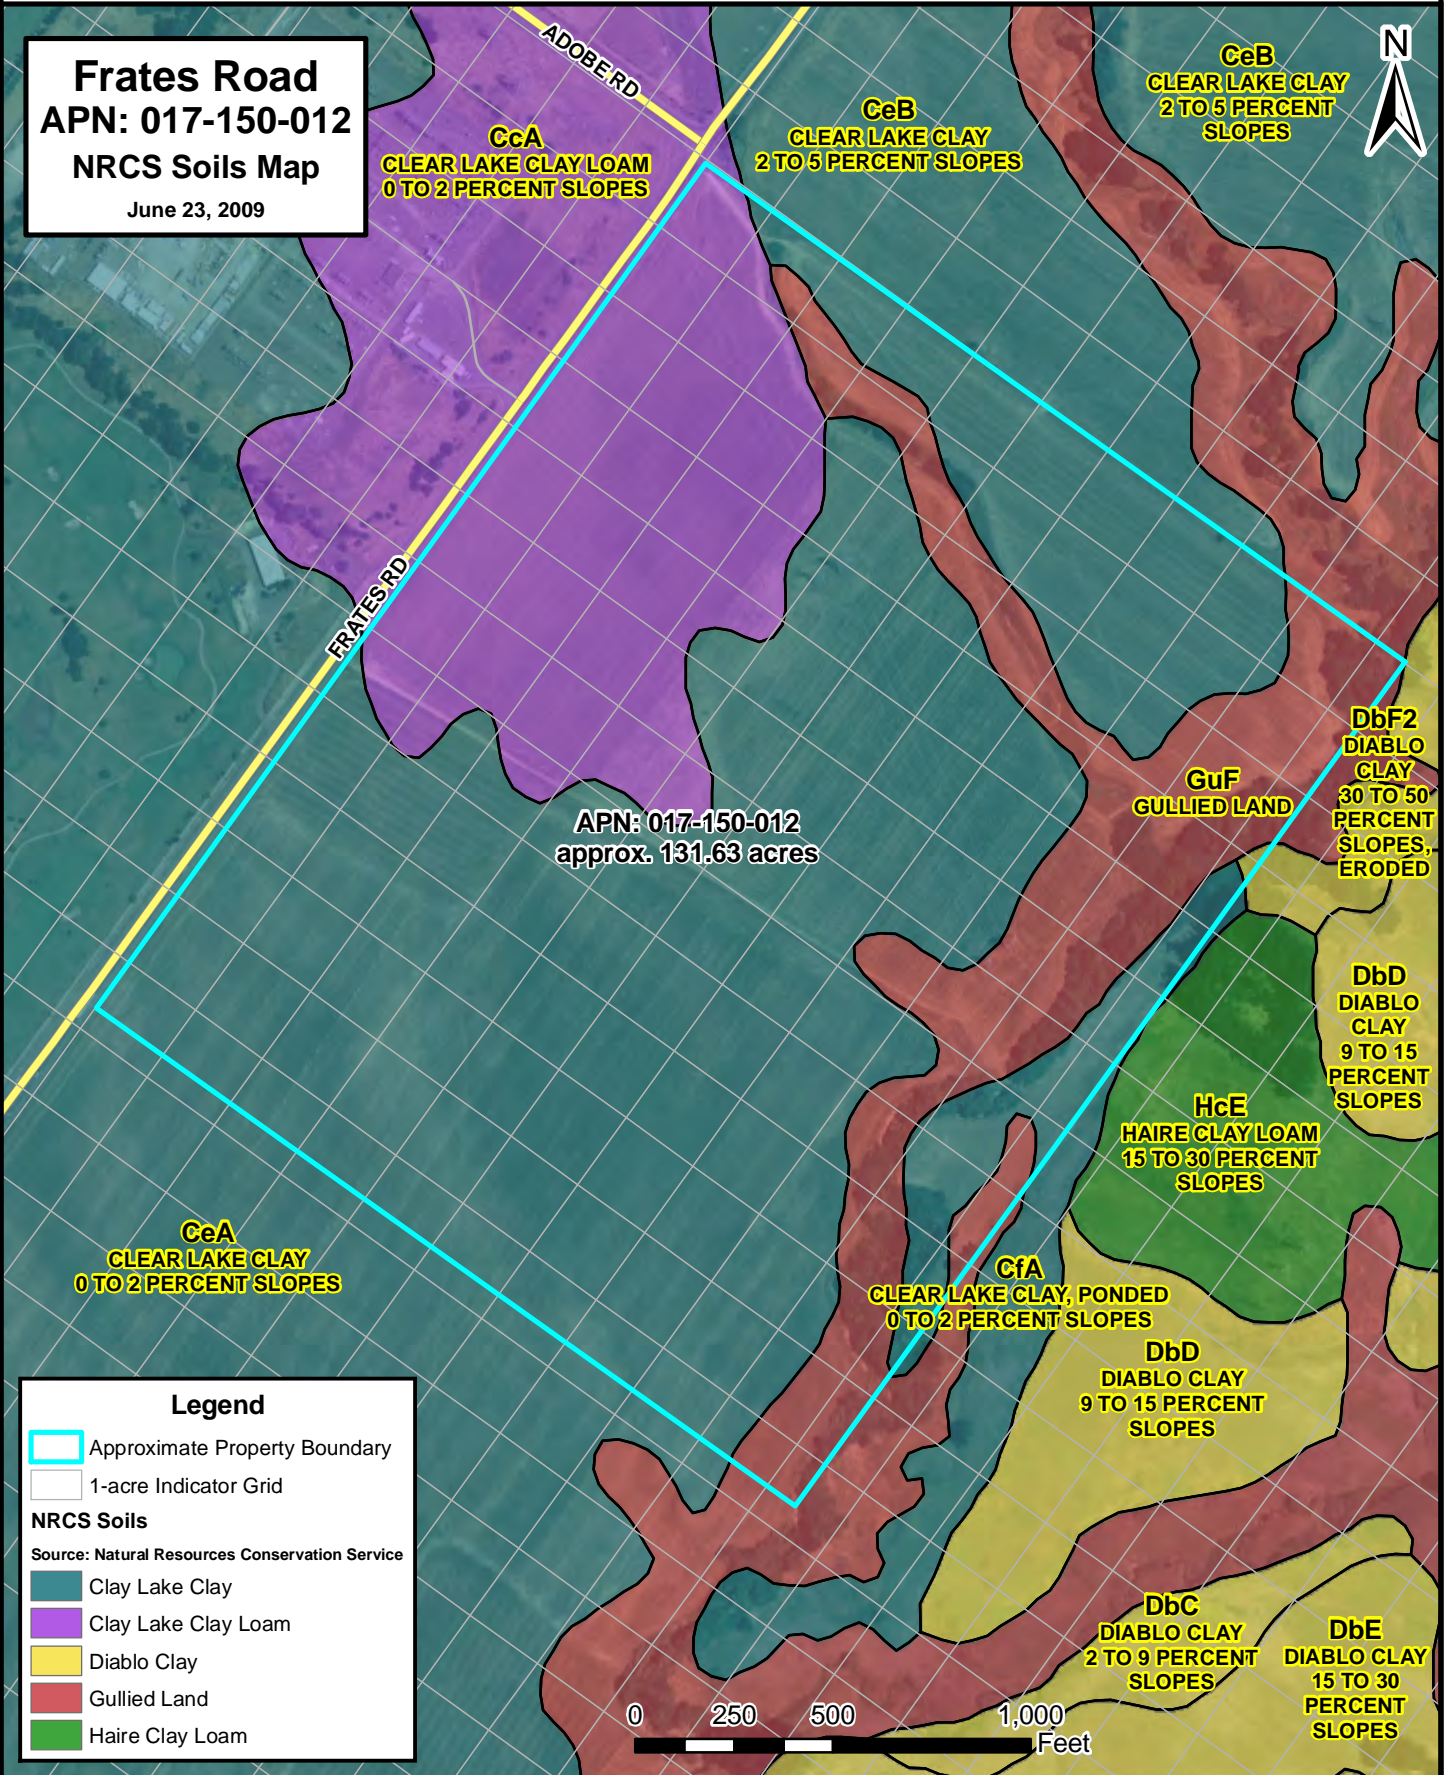 Frates Road
APN: 017-150-012
NRCS Soils Map
June 23, 2009
N
ADOBE RD
FRATES RD
CcA
CLEAR LAKE CLAY LOAM
0 TO 2 PERCENT SLOPES
CeB
CLEAR LAKE CLAY
2 TO 5 PERCENT SLOPES
CeB
CLEAR LAKE CLAY
2 TO 5 PERCENT
SLOPES
DbF2
DIABLO
CLAY
30 TO 50
PERCENT
SLOPES,
ERODED
GuF
GULLIED LAND
APN: 017-150-012
approx. 131.63 acres
DbD
DIABLO
CLAY
9 TO 15
PERCENT
SLOPES
HcE
HAIRE CLAY LOAM
15 TO 30 PERCENT
SLOPES
CeA
CLEAR LAKE CLAY
0 TO 2 PERCENT SLOPES
CfA
CLEAR LAKE CLAY, PONDED
0 TO 2 PERCENT SLOPES
DbD
DIABLO CLAY
9 TO 15 PERCENT
SLOPES
DbC
DIABLO CLAY
2 TO 9 PERCENT
SLOPES
DbE
DIABLO CLAY
15 TO 30
PERCENT
SLOPES
Legend
Approximate Property Boundary
1-acre Indicator Grid
NRCS Soils
Source: Natural Resources Conservation Service
Clay Lake Clay
Clay Lake Clay Loam
Diablo Clay
Gullied Land
Haire Clay Loam
0 250 500 1,000
Feet